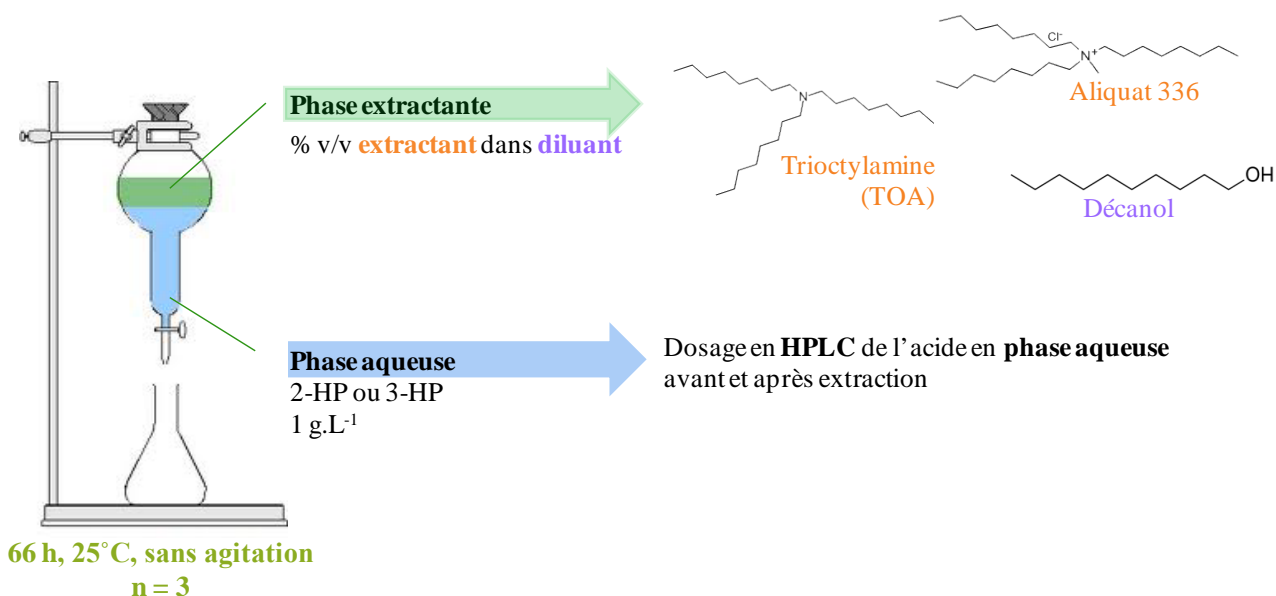 Phase extractante
% v/v extractant dans diluant
Cl-
N+
Aliquat 336
N
Trioctylamine
(TOA)
OH
Décanol
Phase aqueuse
2-HP ou 3-HP
1 g.L-1
Dosage en HPLC de l'acide en phase aqueuse
avant et après extraction
66 h, 25°C, sans agitation
n = 3